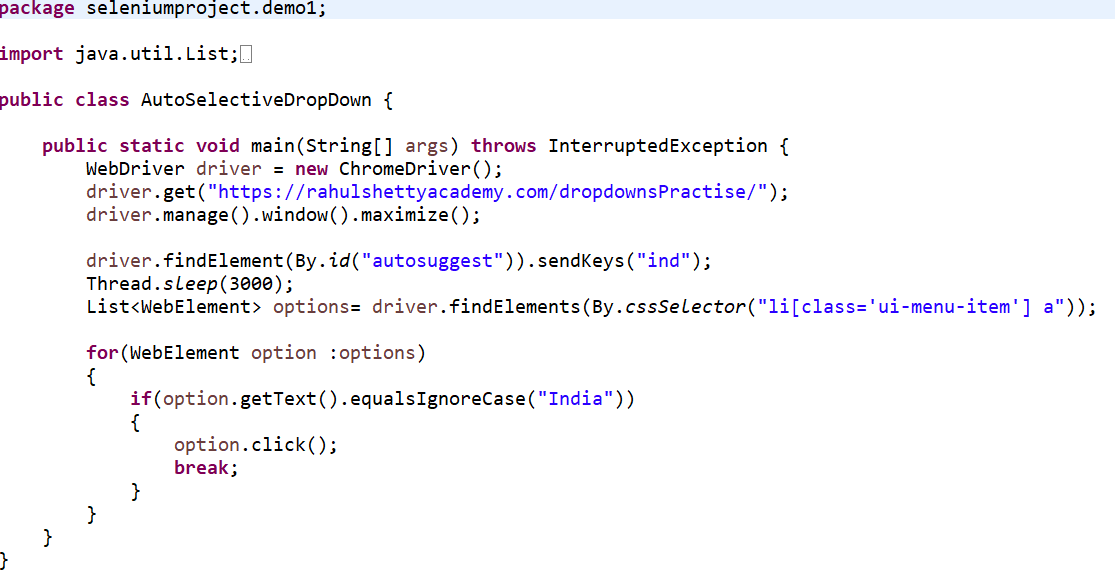 package seleniumproject.demo1;
import java.util.List;
public class AutoSelectiveDropDown {
public static void main(String[] args) throws InterruptedException {
WebDriver driver = new ChromeDriver();
driver.get("https://rahulshettyacademy.com/dropdownsPractise/");
driver.manage().window().maximize();
driver.findElement(By.id("autosuggest")).sendKeys("ind");
Thread.sleep(3000);
List<WebElement> options= driver.findElements(By.cssSelector("li[class='ui-menu-item'] a"));
for(WebElement option :options)
{
if(option.getText().equalsIgnoreCase("India"))
{
option.click();
break;
}
}
}
}